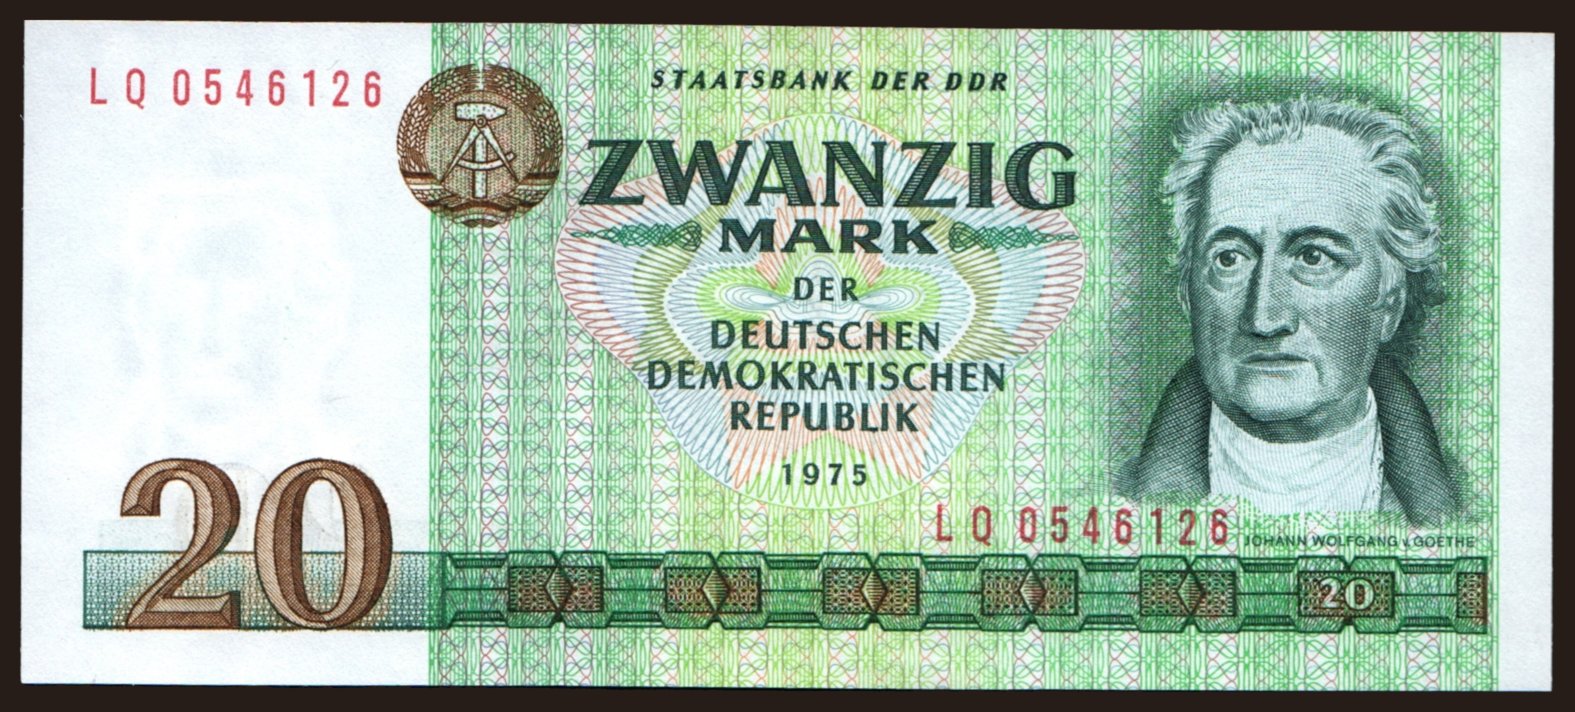 LQ 0546126
STAATSBANK DER DDR
ZWANZIG
MARK
DER
DEUTSCHEN
DEMOKRATISCHEN
REPUBLIK
1975
LQ 0546126
JOHANN WOLFGANG v. GOETHE
20
20